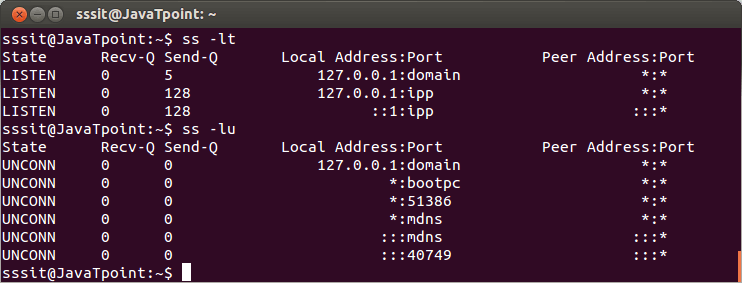 sssit@JavaTpoint: ~
sssit@JavaTpoint:~$ ss -lt
State Recv-Q Send-Q Local Address:Port Peer Address:Port
LISTEN 0 5 127.0.0.1:domain *:*
LISTEN 0 128 127.0.0.1:ipp *:*
LISTEN 0 128 ::1:ipp :::*
sssit@JavaTpoint:~$ ss -lu
State Recv-Q Send-Q Local Address:Port Peer Address:Port
UNCONN 0 0 127.0.0.1:domain *:*
UNCONN 0 0 *:bootpc *:*
UNCONN 0 0 *:51386 *:*
UNCONN 0 0 *:mdns *:*
UNCONN 0 0 :::mdns :::*
UNCONN 0 0 :::40749 :::*
sssit@JavaTpoint:~$